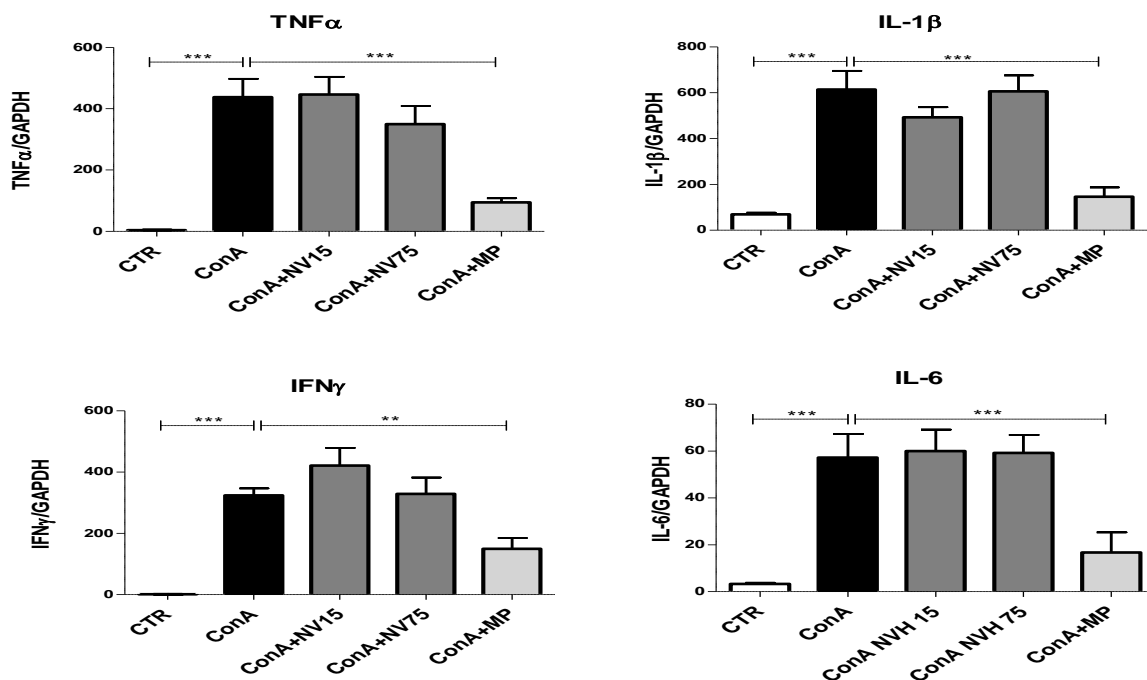 TNFα
***
***
TNFα/GAPDH
600
400
200
0
CTR
ConA
ConA+NV15
ConA+NV75
ConA+MP
IL-1β
***
***
IL-1β/GAPDH
800
600
400
200
0
CTR
ConA
ConA+NV15
ConA+NV75
ConA+MP
IFNγ
***
**
IFNγ/GAPDH
600
400
200
0
CTR
ConA
ConA+NV15
ConA+NV75
ConA+MP
IL-6
***
***
IL-6/GAPDH
80
60
40
20
0
CTR
ConA
ConA NVH 15
ConA NVH 75
ConA+MP